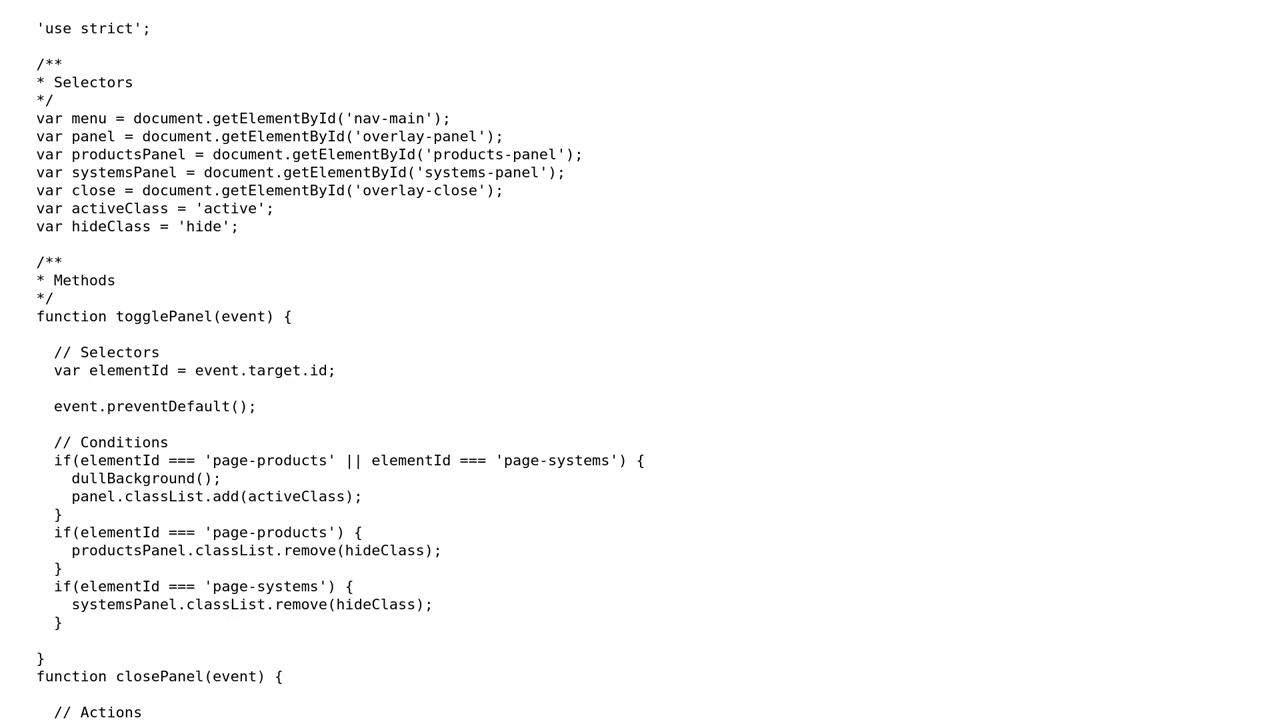 'use strict';

/**
* Selectors
*/
var menu = document.getElementById('nav-main');
var panel = document.getElementById('overlay-panel');
var productsPanel = document.getElementById('products-panel');
var systemsPanel = document.getElementById('systems-panel');
var close = document.getElementById('overlay-close');
var activeClass = 'active';
var hideClass = 'hide';

/**
* Methods
*/
function togglePanel(event) {

  // Selectors
  var elementId = event.target.id;

  event.preventDefault();

  // Conditions
  if(elementId === 'page-products' || elementId === 'page-systems') {
    dullBackground();
    panel.classList.add(activeClass);
  }
  if(elementId === 'page-products') {
    productsPanel.classList.remove(hideClass);
  }
  if(elementId === 'page-systems') {
    systemsPanel.classList.remove(hideClass);
  }

}
function closePanel(event) {

  // Actions